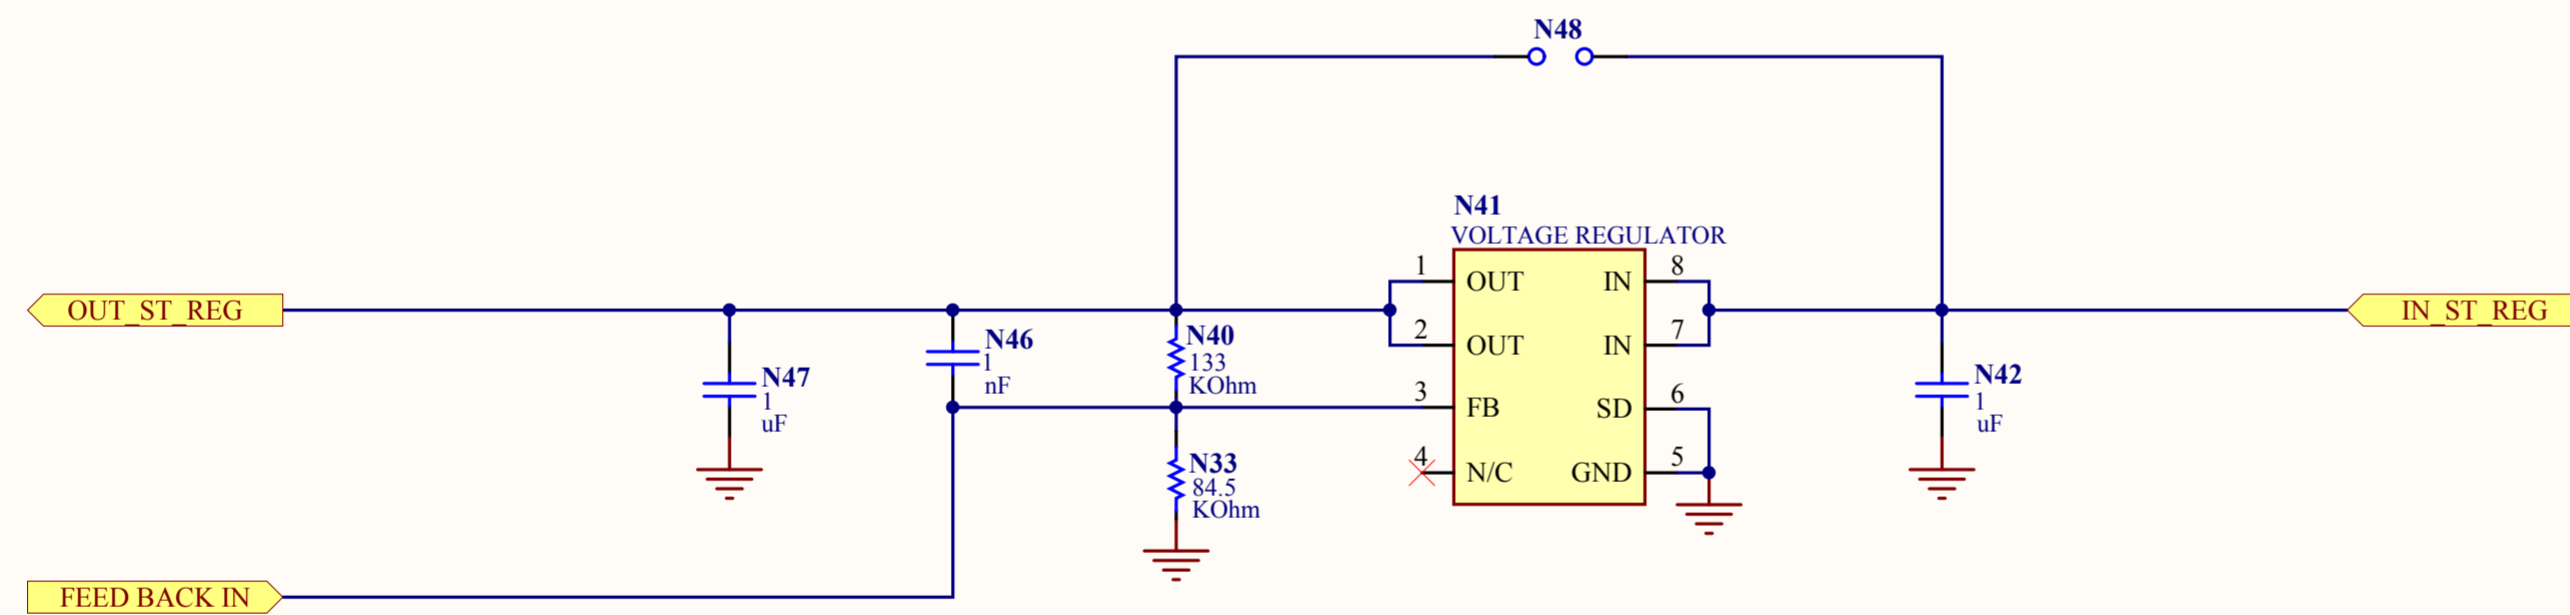 N48
N41
VOLTAGE REGULATOR
1
OUT
IN
8
OUT_ST_REG
IN_ST_REG
2
OUT
IN
7
N40
133
KOhm
N46
1
nF
N47
1
uF
N42
1
uF
3
FB
SD
6
4
N/C
GND
5
N33
84.5
KOhm
FEED BACK IN